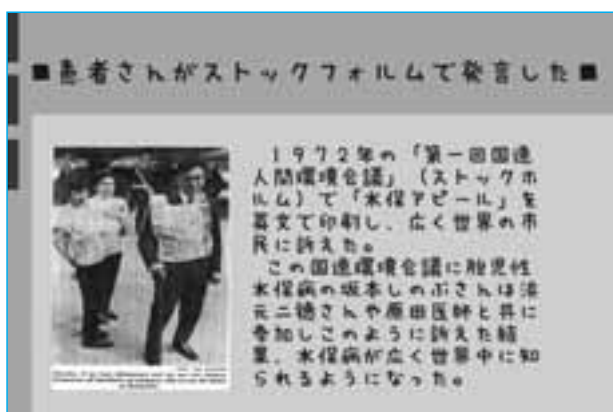 ■患者さんがストックフォルムで発言した■
1972年の「第一回国連
人間環境会議」(ストックホ
ルム)で「水俣アピール」を
英文で印刷し、広く世界の市
民に訴えた。
この国連環境会議に胎児性
水俣病の坂本しのぶさんは浜
元二徳さんや原田医師と共に
参加しこのように訴えた結
果、水俣病が広く世界中に知
られるようになった。